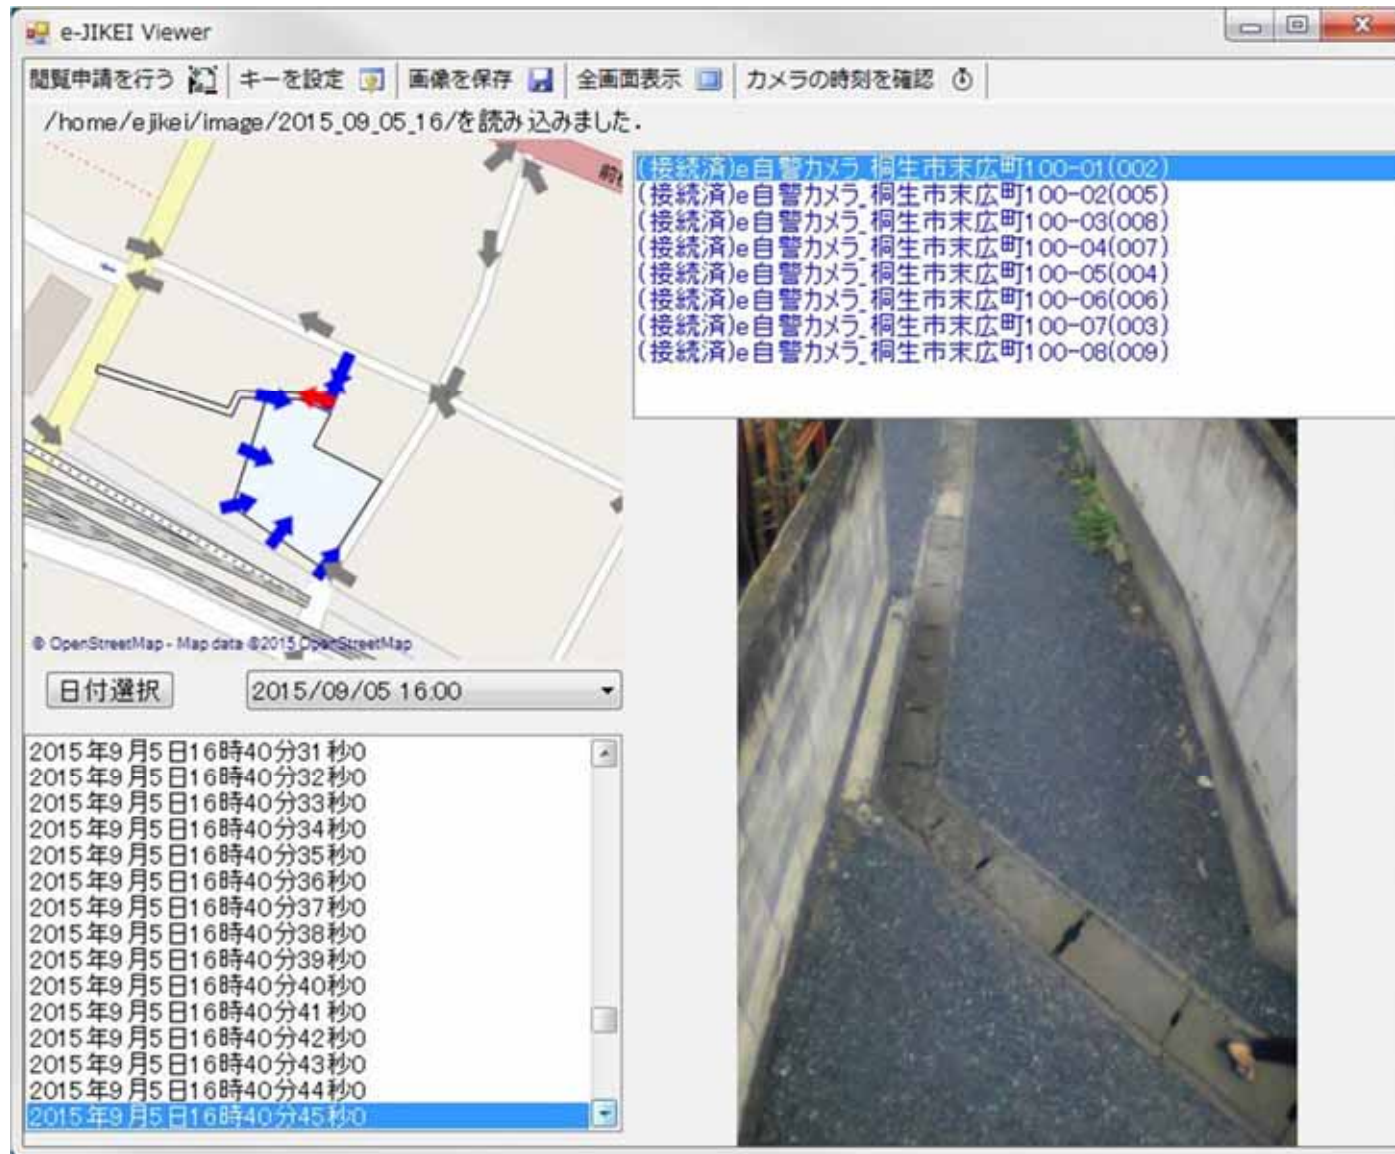 e-JIKEI Viewer
閲覧申請を行う キーを設定 画像を保存 全画面表示 カメラの時刻を確認
/home/ejikei/image/2015_09_05_16/を読み込みました.
(接続済)e自警カメラ_桐生市末広町100-01(002)
(接続済)e自警カメラ_桐生市末広町100-02(005)
(接続済)e自警カメラ_桐生市末広町100-03(008)
(接続済)e自警カメラ_桐生市末広町100-04(007)
(接続済)e自警カメラ_桐生市末広町100-05(004)
(接続済)e自警カメラ_桐生市末広町100-06(006)
(接続済)e自警カメラ_桐生市末広町100-07(003)
(接続済)e自警カメラ_桐生市末広町100-08(009)
© OpenStreetMap - Map data ©2015 OpenStreetMap
日付選択 2015/09/05 16:00
2015年9月5日16時40分31秒0
2015年9月5日16時40分32秒0
2015年9月5日16時40分33秒0
2015年9月5日16時40分34秒0
2015年9月5日16時40分35秒0
2015年9月5日16時40分36秒0
2015年9月5日16時40分37秒0
2015年9月5日16時40分38秒0
2015年9月5日16時40分39秒0
2015年9月5日16時40分40秒0
2015年9月5日16時40分41秒0
2015年9月5日16時40分42秒0
2015年9月5日16時40分43秒0
2015年9月5日16時40分44秒0
2015年9月5日16時40分45秒0